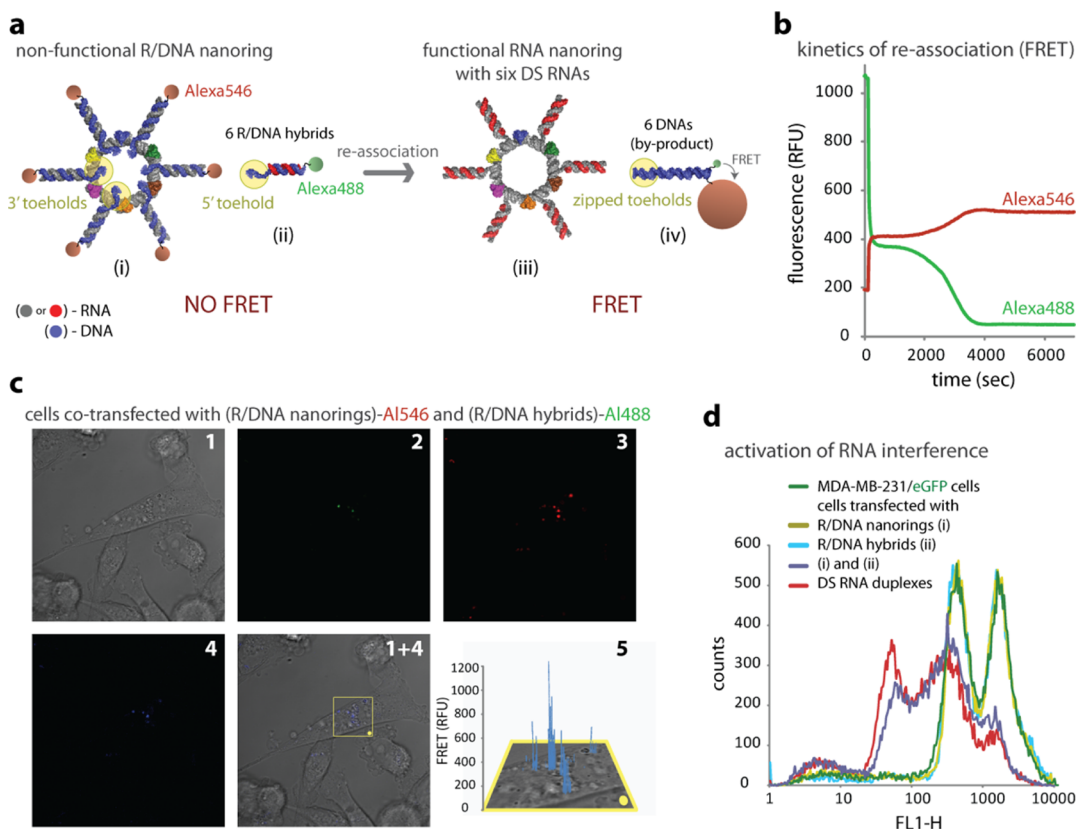 a
non-functional R/DNA nanoring
Alexa546
6 R/DNA hybrids
3' toeholds
5' toehold
Alexa488
(i)
(ii)
re-association
functional RNA nanoring
with six DS RNAs
6 DNAs
(by-product)
FRET
zipped toeholds
(iii)
(iv)
NO FRET
FRET
( or ) - RNA
( ) - DNA
b
kinetics of re-association (FRET)
fluorescence (RFU)
1000
800
600
400
200
0
Alexa546
Alexa488
0
2000
4000
6000
time (sec)
c
cells co-transfected with (R/DNA nanorings)-Al546 and (R/DNA hybrids)-Al488
1
2
3
4
1+4
5
FRET (RFU)
1200
1000
800
600
400
200
0
d
activation of RNA interference
MDA-MB-231/eGFP cells
cells transfected with
R/DNA nanorings (i)
R/DNA hybrids (ii)
(i) and (ii)
DS RNA duplexes
counts
600
500
400
300
200
100
0
1
10
100
1000
10000
FL1-H